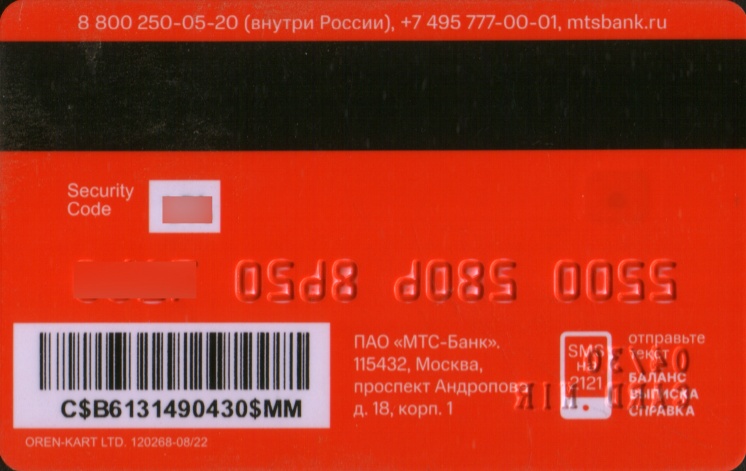 8 800 250-05-20 (внутри России), +7 495 777-00-01, mtsbank.ru
Security
Code
C$B6131490430$MM
OREN-KART LTD. 120268-08/22
ПАО «МТС-Банк».
115432, Москва,
проспект Андропова
д. 18, корп. 1
SMS
на
2121
отправьте
текст
БАЛАНС
ВЫПИСКА
СПРАВКА